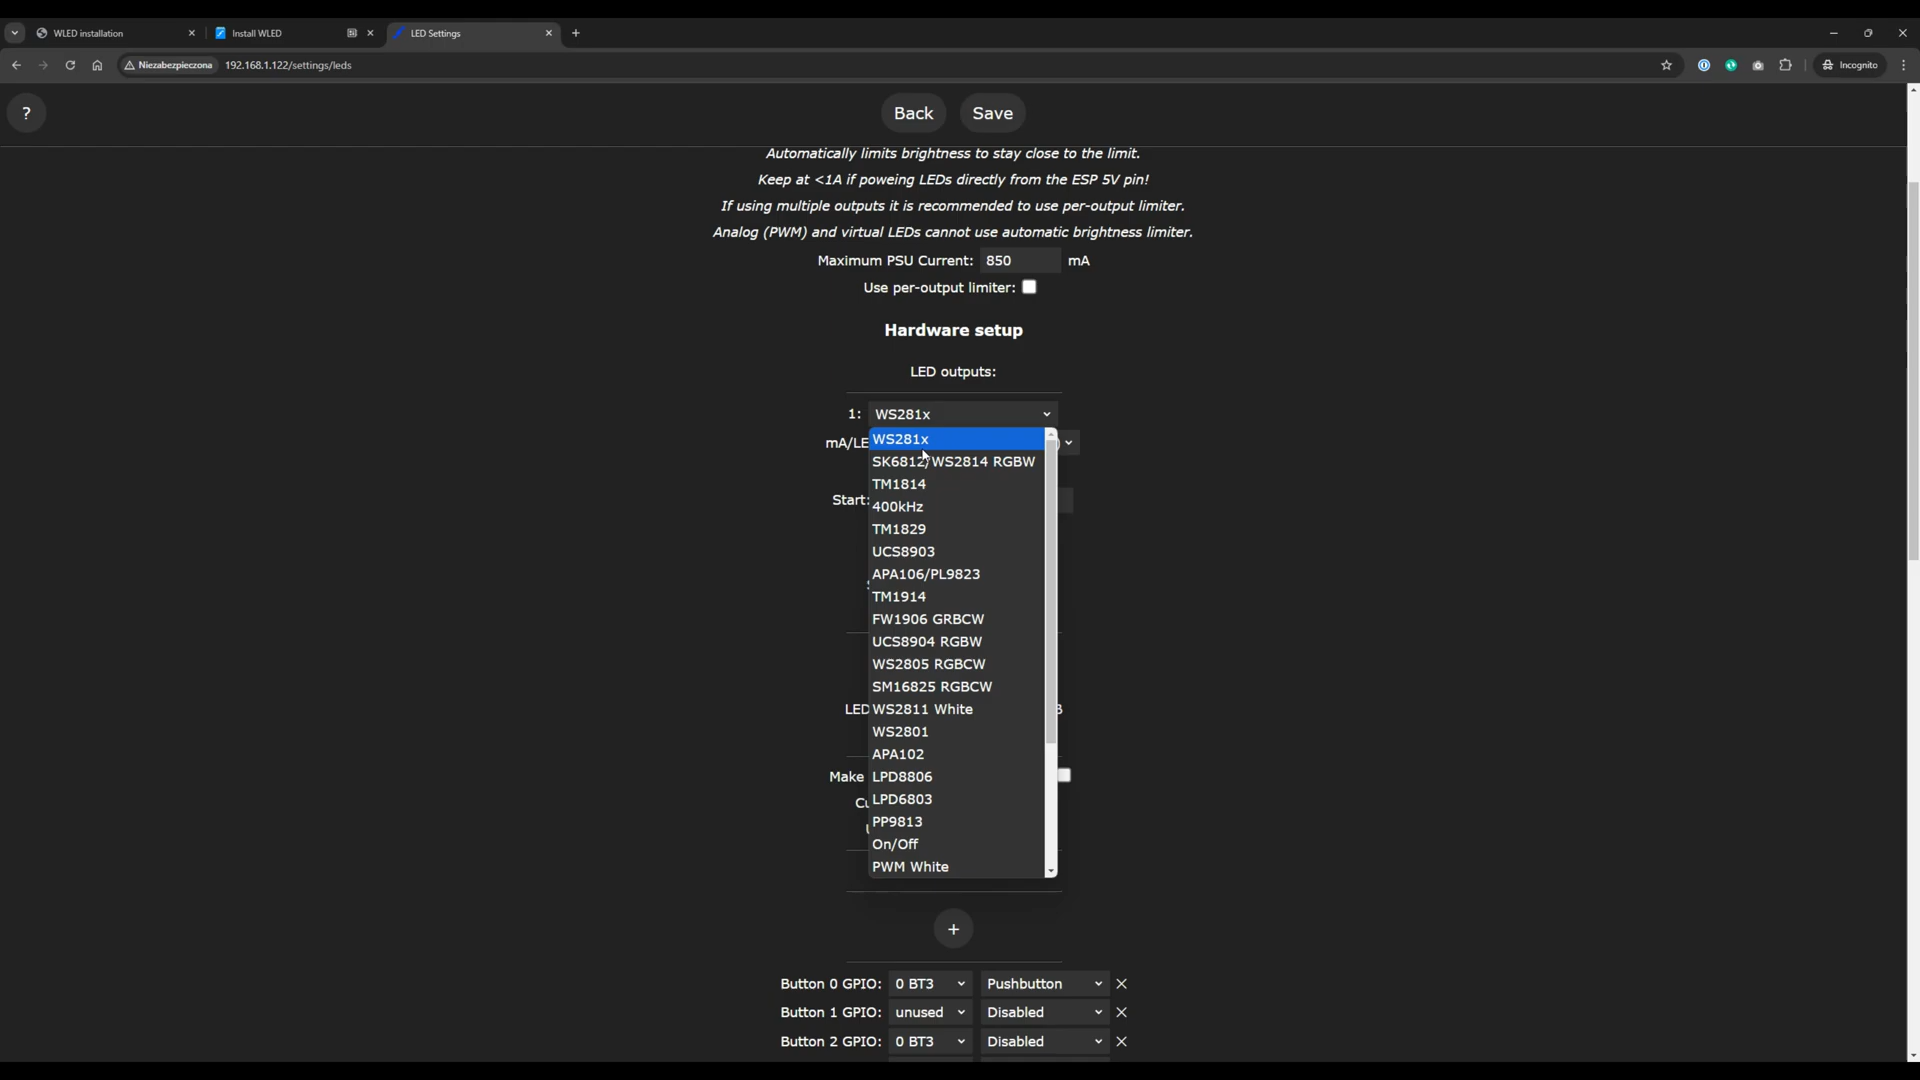 WLED installation
Install WLED
LED Settings
Niezabezpieczona
192.168.1.122/settings/leds
Incognito
?
Back
Save
Automatically limits brightness to stay close to the limit.
Keep at <1A if poweing LEDs directly from the ESP 5V pin!
If using multiple outputs it is recommended to use per-output limiter.
Analog (PWM) and virtual LEDs cannot use automatic brightness limiter.
Maximum PSU Current: 850 mA
Use per-output limiter:
Hardware setup
LED outputs:
1: WS281x
mA/LE
WS281x
SK6812/WS2814 RGBW
TM1814
Start:
400kHz
TM1829
UCS8903
APA106/PL9823
TM1914
FW1906 GRBCW
UCS8904 RGBW
WS2805 RGBCW
SM16825 RGBCW
LED
WS2811 White
WS2801
APA102
Make
LPD8806
LPD6803
PP9813
On/Off
PWM White
+
Button 0 GPIO: 0 BT3 Pushbutton
Button 1 GPIO: unused Disabled
Button 2 GPIO: 0 BT3 Disabled